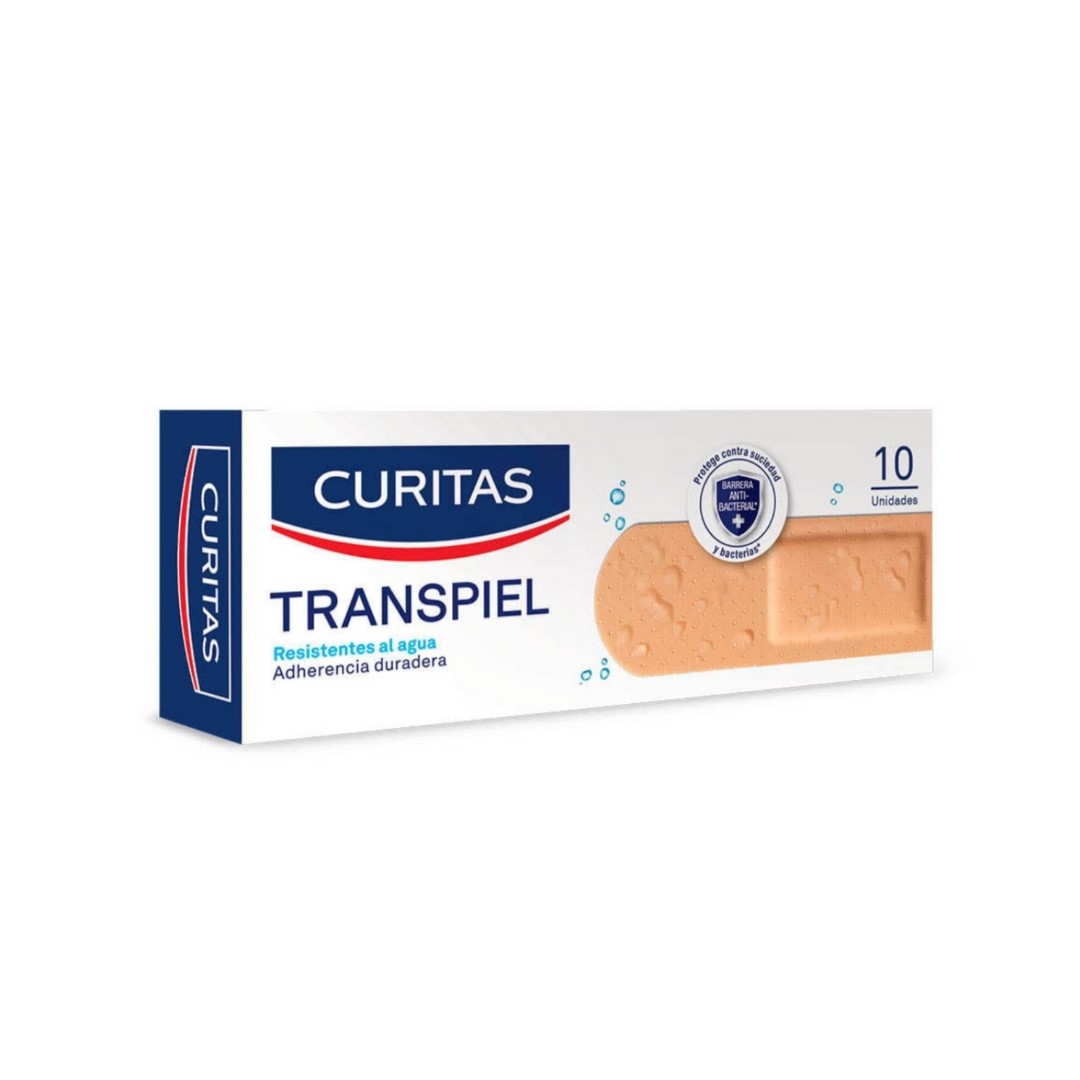 CURITAS
CURITAS
TRANSPIEL
Resistentes al agua
Adherencia duradera
Protege contra suciedad
BARRERA
ANTI-
BACTERIAL*
y bacterias*
10
Unidades